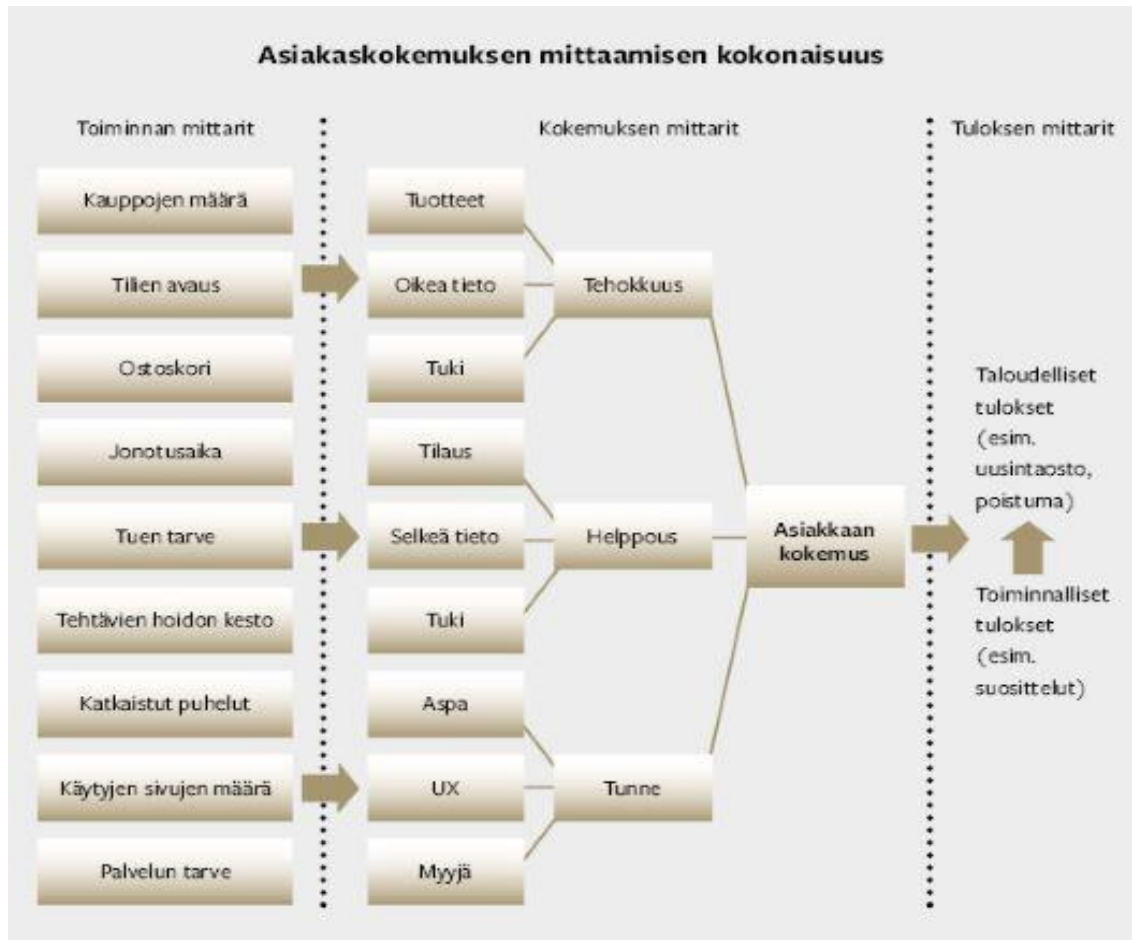 Asiakaskokemuksen mittaamisen kokonaisuus
Toiminnan mittarit
Kauppojen määrä
Tilien avaus
Ostoskori
Jonotusaika
Tuen tarve
Tehtävien hoidon kesto
Katkaistut puhelut
Käytyjen sivujen määrä
Palvelun tarve
Kokemuksen mittarit
Tuotteet
Oikea tieto
Tuki
Tilaus
Selkeä tieto
Tuki
Aspa
UX
Myyjä
Tehokkuus
Helppous
Tunne
Asiakkaan
kokemus
Tuloksen mittarit
Taloudelliset
tulokset
(esim.
uusintaosto,
poistuma)
Toiminnalliset
tulokset
(esim.
suosittelut)